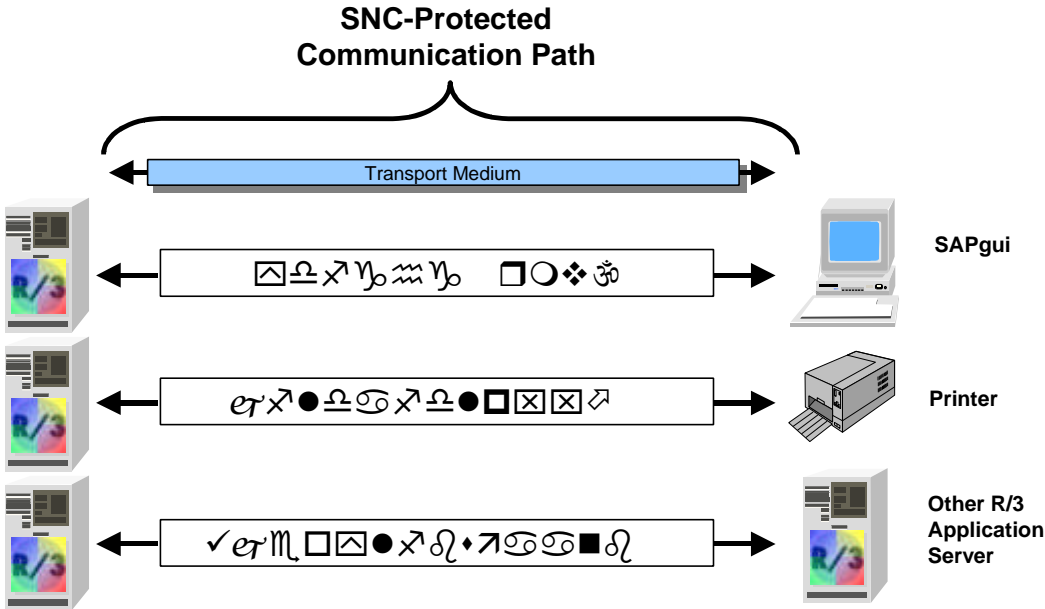 SNC-Protected
Communication Path
Transport Medium
R/3
SAPgui
R/3
Printer
R/3
R/3
Other R/3
Application
Server